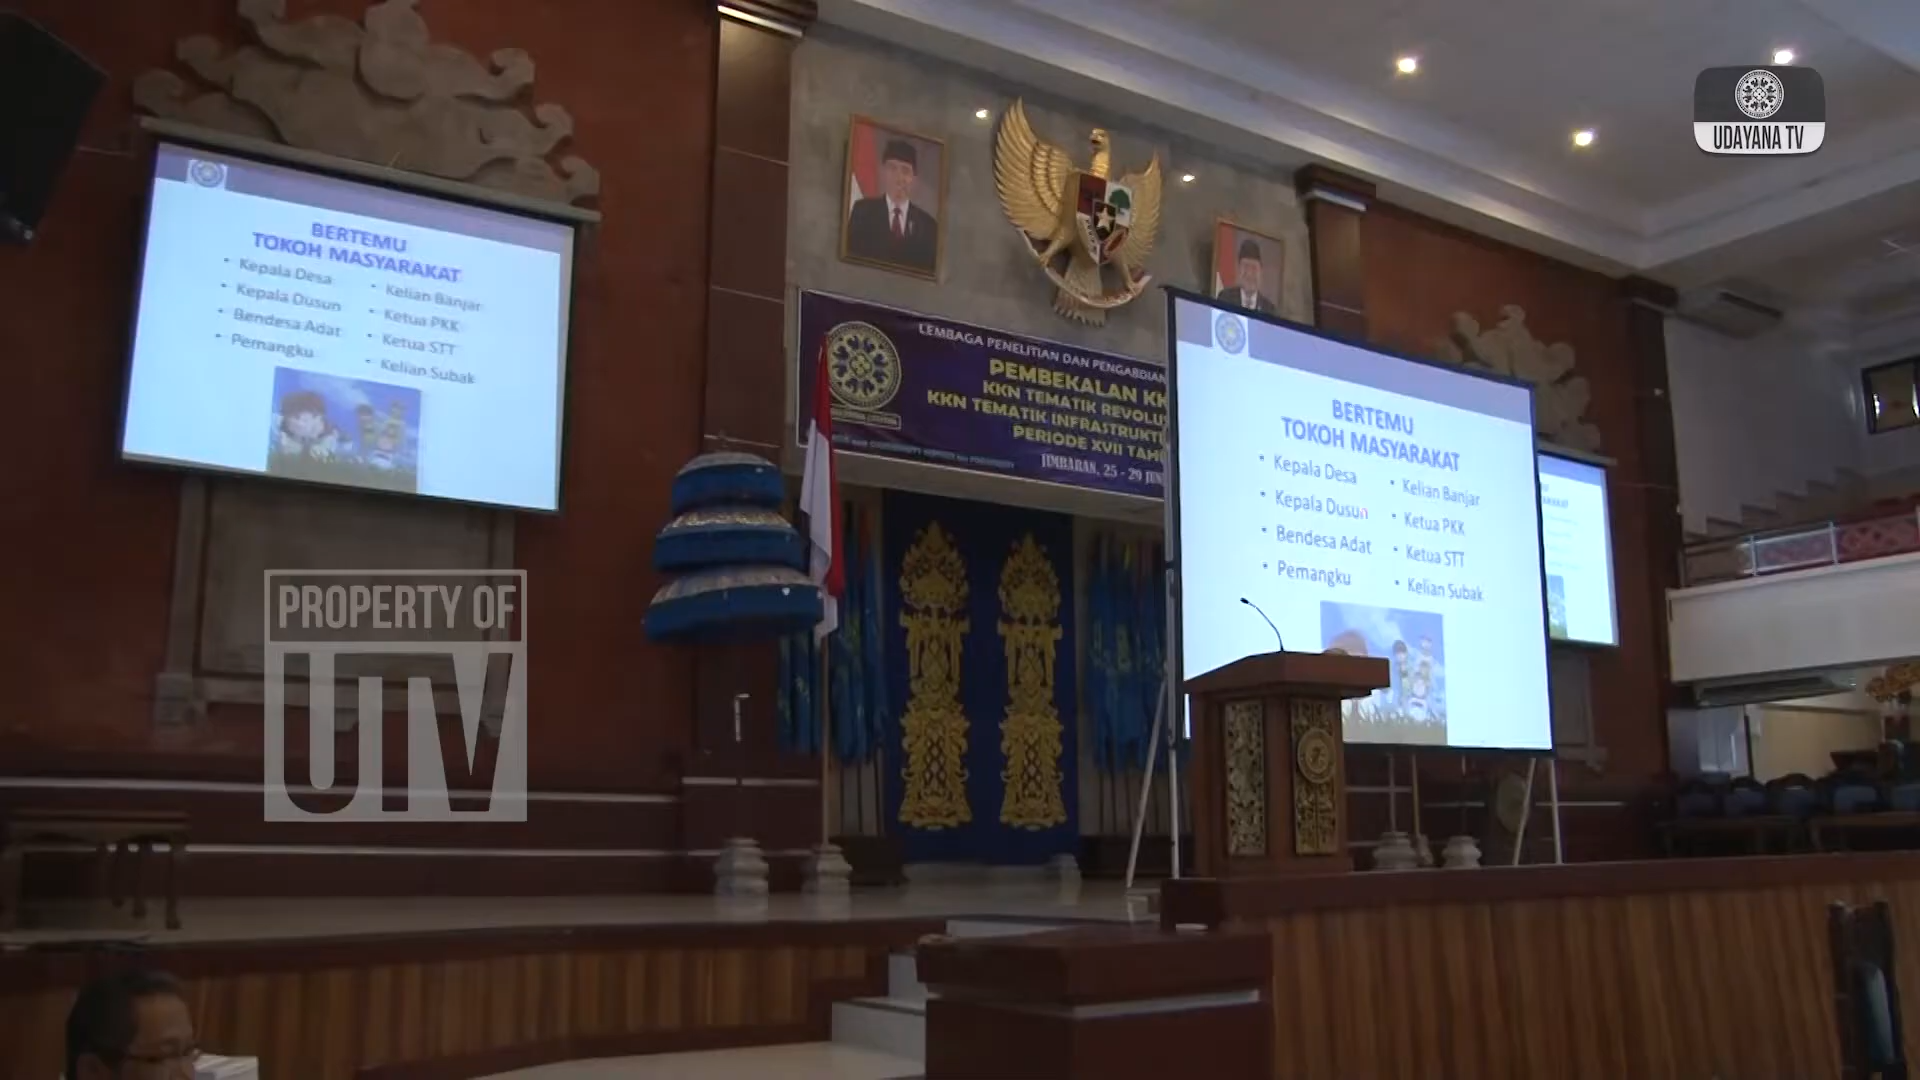 UDAYANA TV
BERTEMU
TOKOH MASYARAKAT
• Kepala Desa
• Kepala Dusun
• Bendesa Adat
• Pemangku
• Kelian Banjar
• Ketua PKK
• Ketua STT
• Kelian Subak
LEMBAGA PENELITIAN DAN PENGABDIAN
PEMBEKALAN KK
KKN TEMATIK REVOLUS
KKN TEMATIK INFRASTRUKT
PERIODE XVII TAH
JIMBARAN, 25 - 29 JUN
BERTEMU
TOKOH MASYARAKAT
• Kepala Desa
• Kepala Dusun
• Bendesa Adat
• Pemangku
• Kelian Banjar
• Ketua PKK
• Ketua STT
• Kelian Subak
PROPERTY OF
UTV